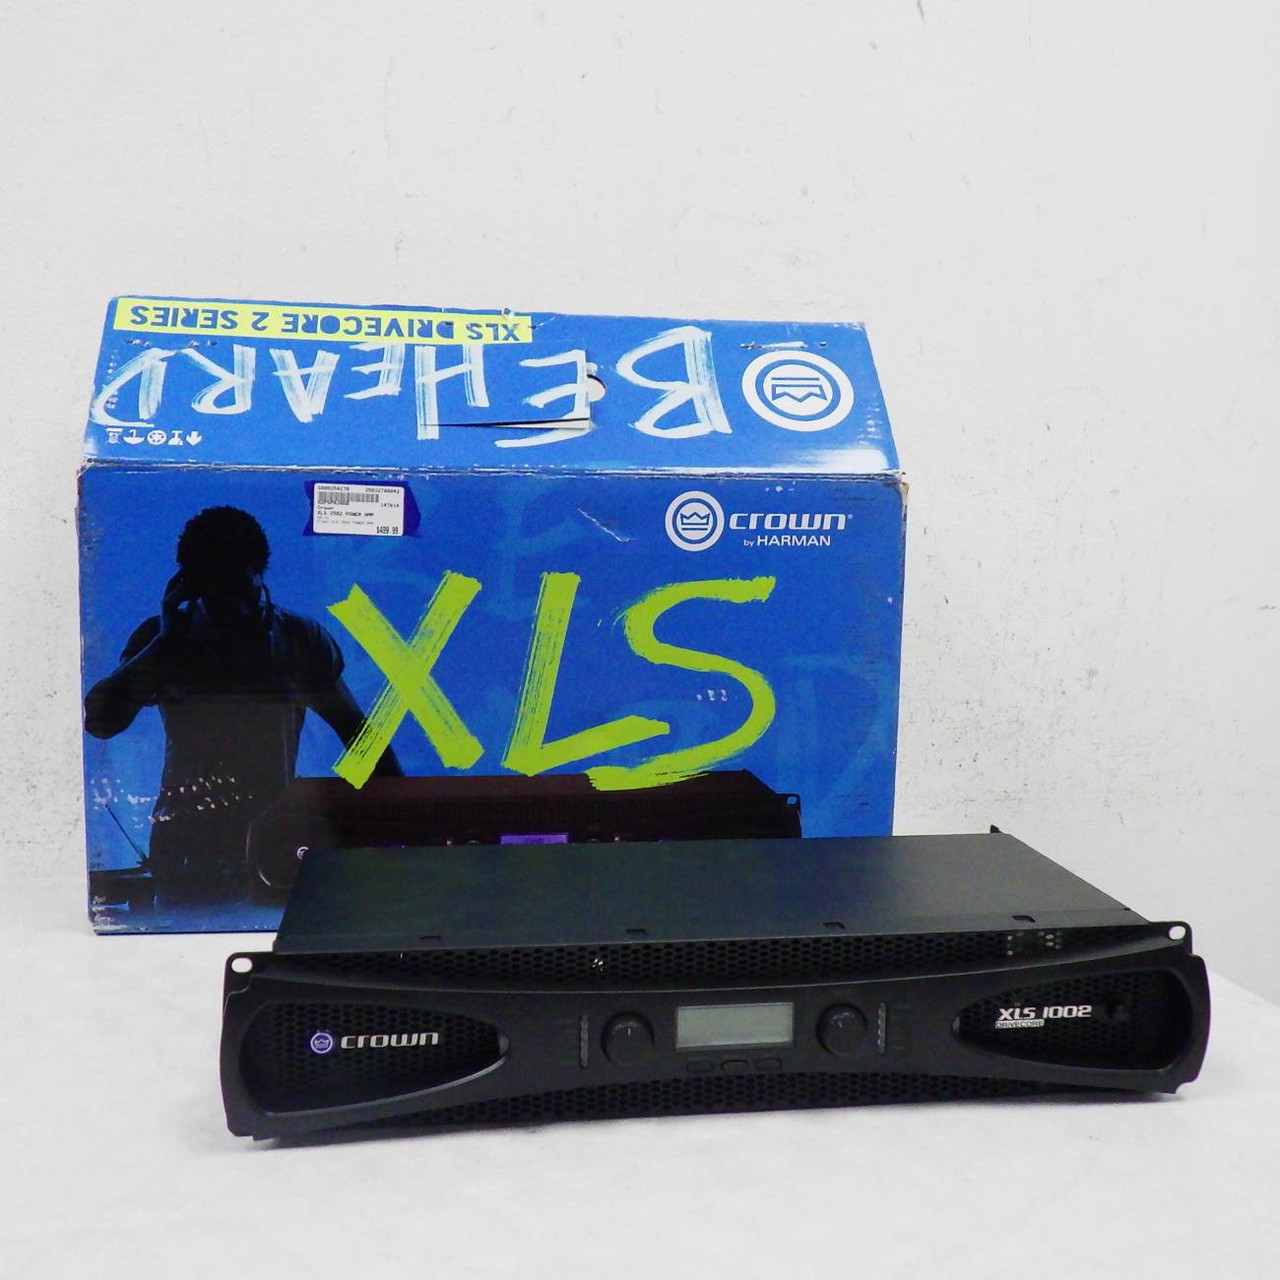 XLS DRIVECORE 2 SERIES
BE HEARD
Crown
XLS 2502 POWER AMP
$499.99
crown
by HARMAN
XLS
crown
XLS 1002
DRIVECORE